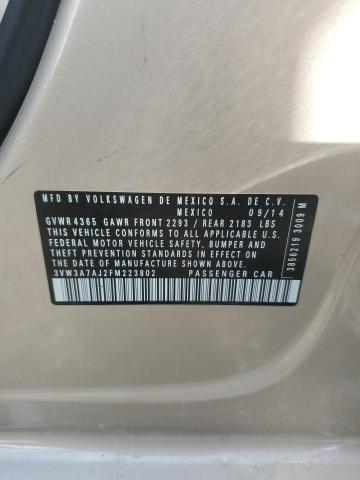 MFD BY VOLKSWAGEN DE MEXICO S.A. DE C.V.
MEXICO 09/14
GVWR 4365 GAWR FRONT 2293 / REAR 2183 LBS
THIS VEHICLE CONFORMS TO ALL APPLICABLE U.S.
FEDERAL MOTOR VEHICLE SAFETY, BUMPER AND
THEFT PREVENTION STANDARDS IN EFFECT ON
THE DATE OF MANUFACTURE SHOWN ABOVE
3VW3A7AJ2FM223802 PASSENGER CAR
3856219 3009 M